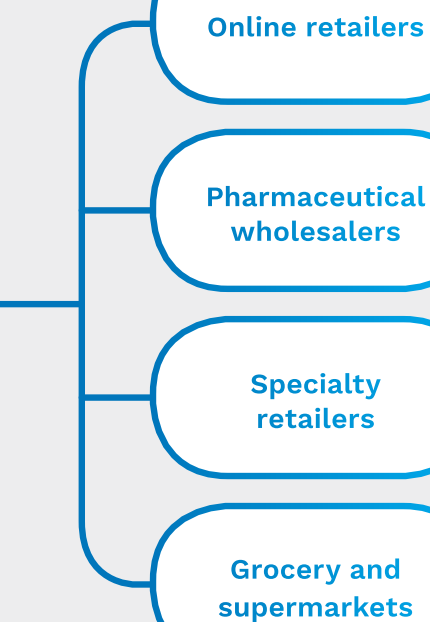 Online retailers
Pharmaceutical
wholesalers
Specialty
retailers
Grocery and
supermarkets